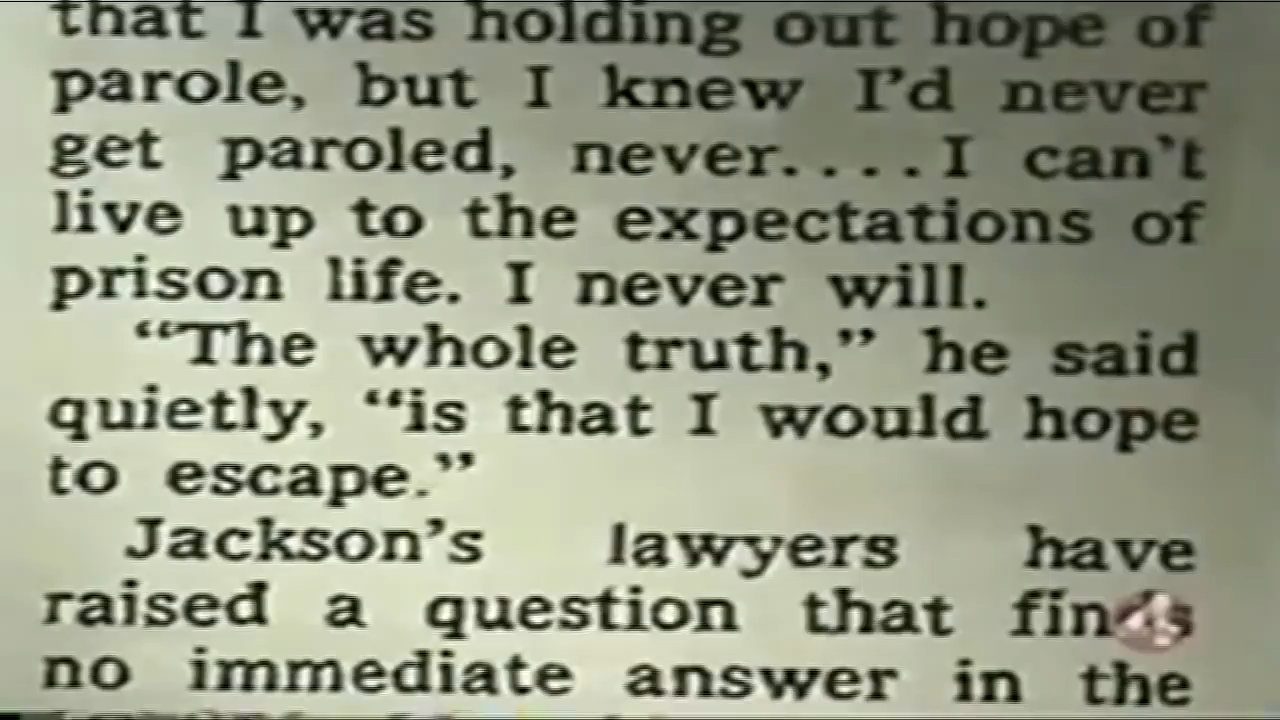 that I was holding out hope of
parole, but I knew I'd never
get paroled, never....I can't
live up to the expectations of
prison life. I never will.
“The whole truth,” he said
quietly, “is that I would hope
to escape.”
Jackson's lawyers have
raised a question that finds
no immediate answer in the